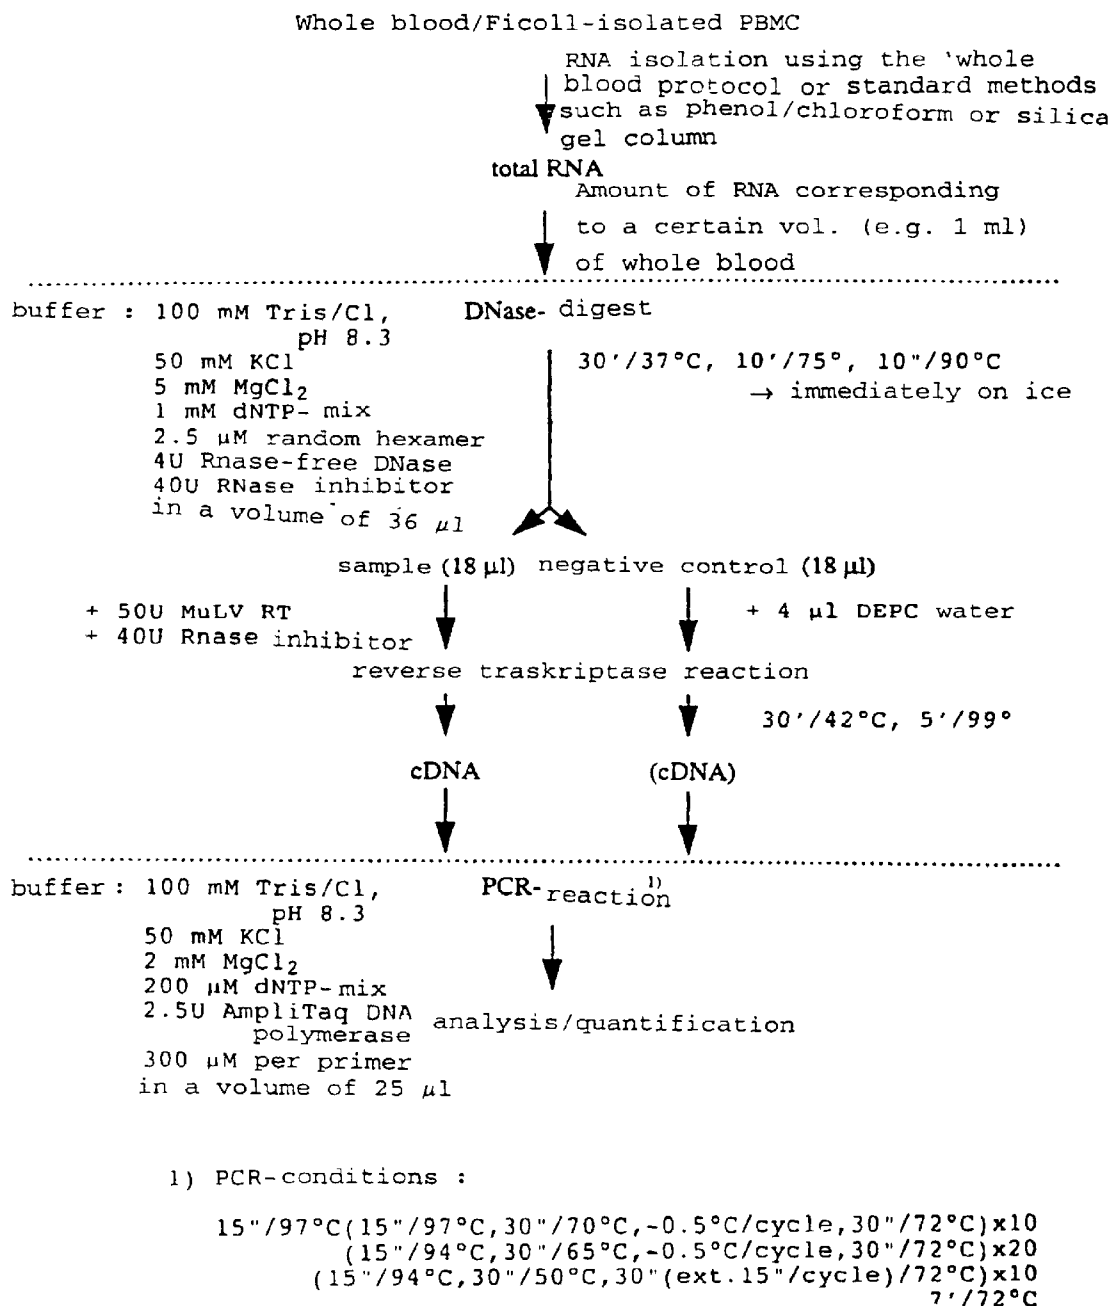 Whole blood/Ficoll-isolated PBMC
RNA isolation using the 'whole
blood protocol or standard methods
such as phenol/chloroform or silica
gel column
total RNA
Amount of RNA corresponding
to a certain vol. (e.g. 1 ml)
of whole blood
buffer : 100 mM Tris/Cl,
pH 8.3
50 mM KCl
5 mM MgCl₂
1 mM dNTP-mix
2.5 µM random hexamer
4U Rnase-free DNase
40U RNase inhibitor
in a volume of 36 µl
DNase- digest
30'/37°C, 10'/75°, 10"/90°C
→ immediately on ice
sample (18 µl) negative control (18 µl)
+ 50U MuLV RT
+ 40U Rnase inhibitor
+ 4 µl DEPC water
reverse traskriptase reaction
30'/42°C, 5'/99°
cDNA (cDNA)
buffer : 100 mM Tris/Cl,
pH 8.3
50 mM KCl
2 mM MgCl₂
200 µM dNTP-mix
2.5U AmpliTaq DNA
polymerase
300 µM per primer
in a volume of 25 µl
PCR-reaction 1)
analysis/quantification
1) PCR-conditions :
15"/97°C(15"/97°C,30"/70°C,-0.5°C/cycle,30"/72°C)x10
(15"/94°C,30"/65°C,-0.5°C/cycle,30"/72°C)x20
(15"/94°C,30"/50°C,30"(ext.15"/cycle)/72°C)x10
7'/72°C